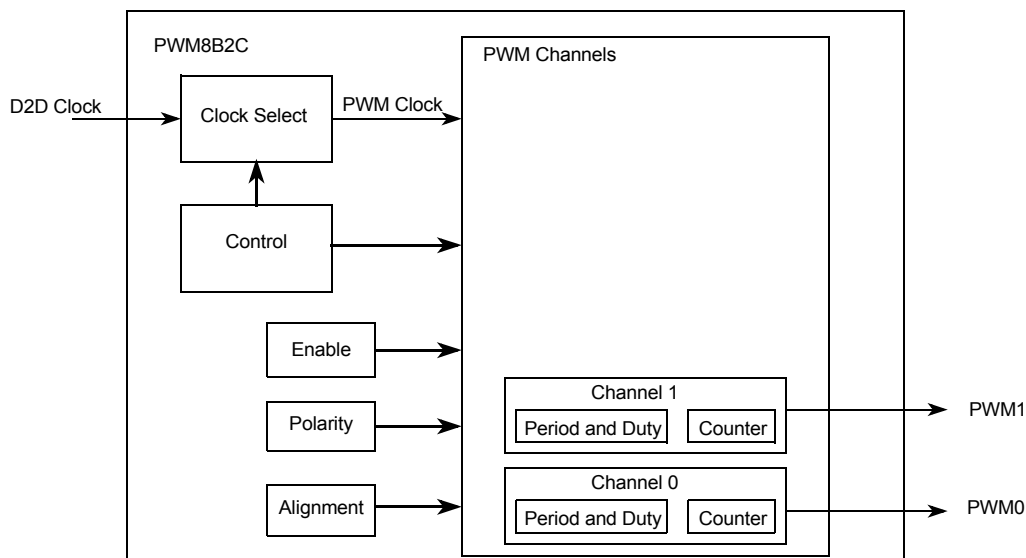 PWM8B2C
PWM Channels
D2D Clock
Clock Select
PWM Clock
Control
Enable
Channel 1
Period and Duty
Counter
PWM1
Polarity
Channel 0
Period and Duty
Counter
PWM0
Alignment